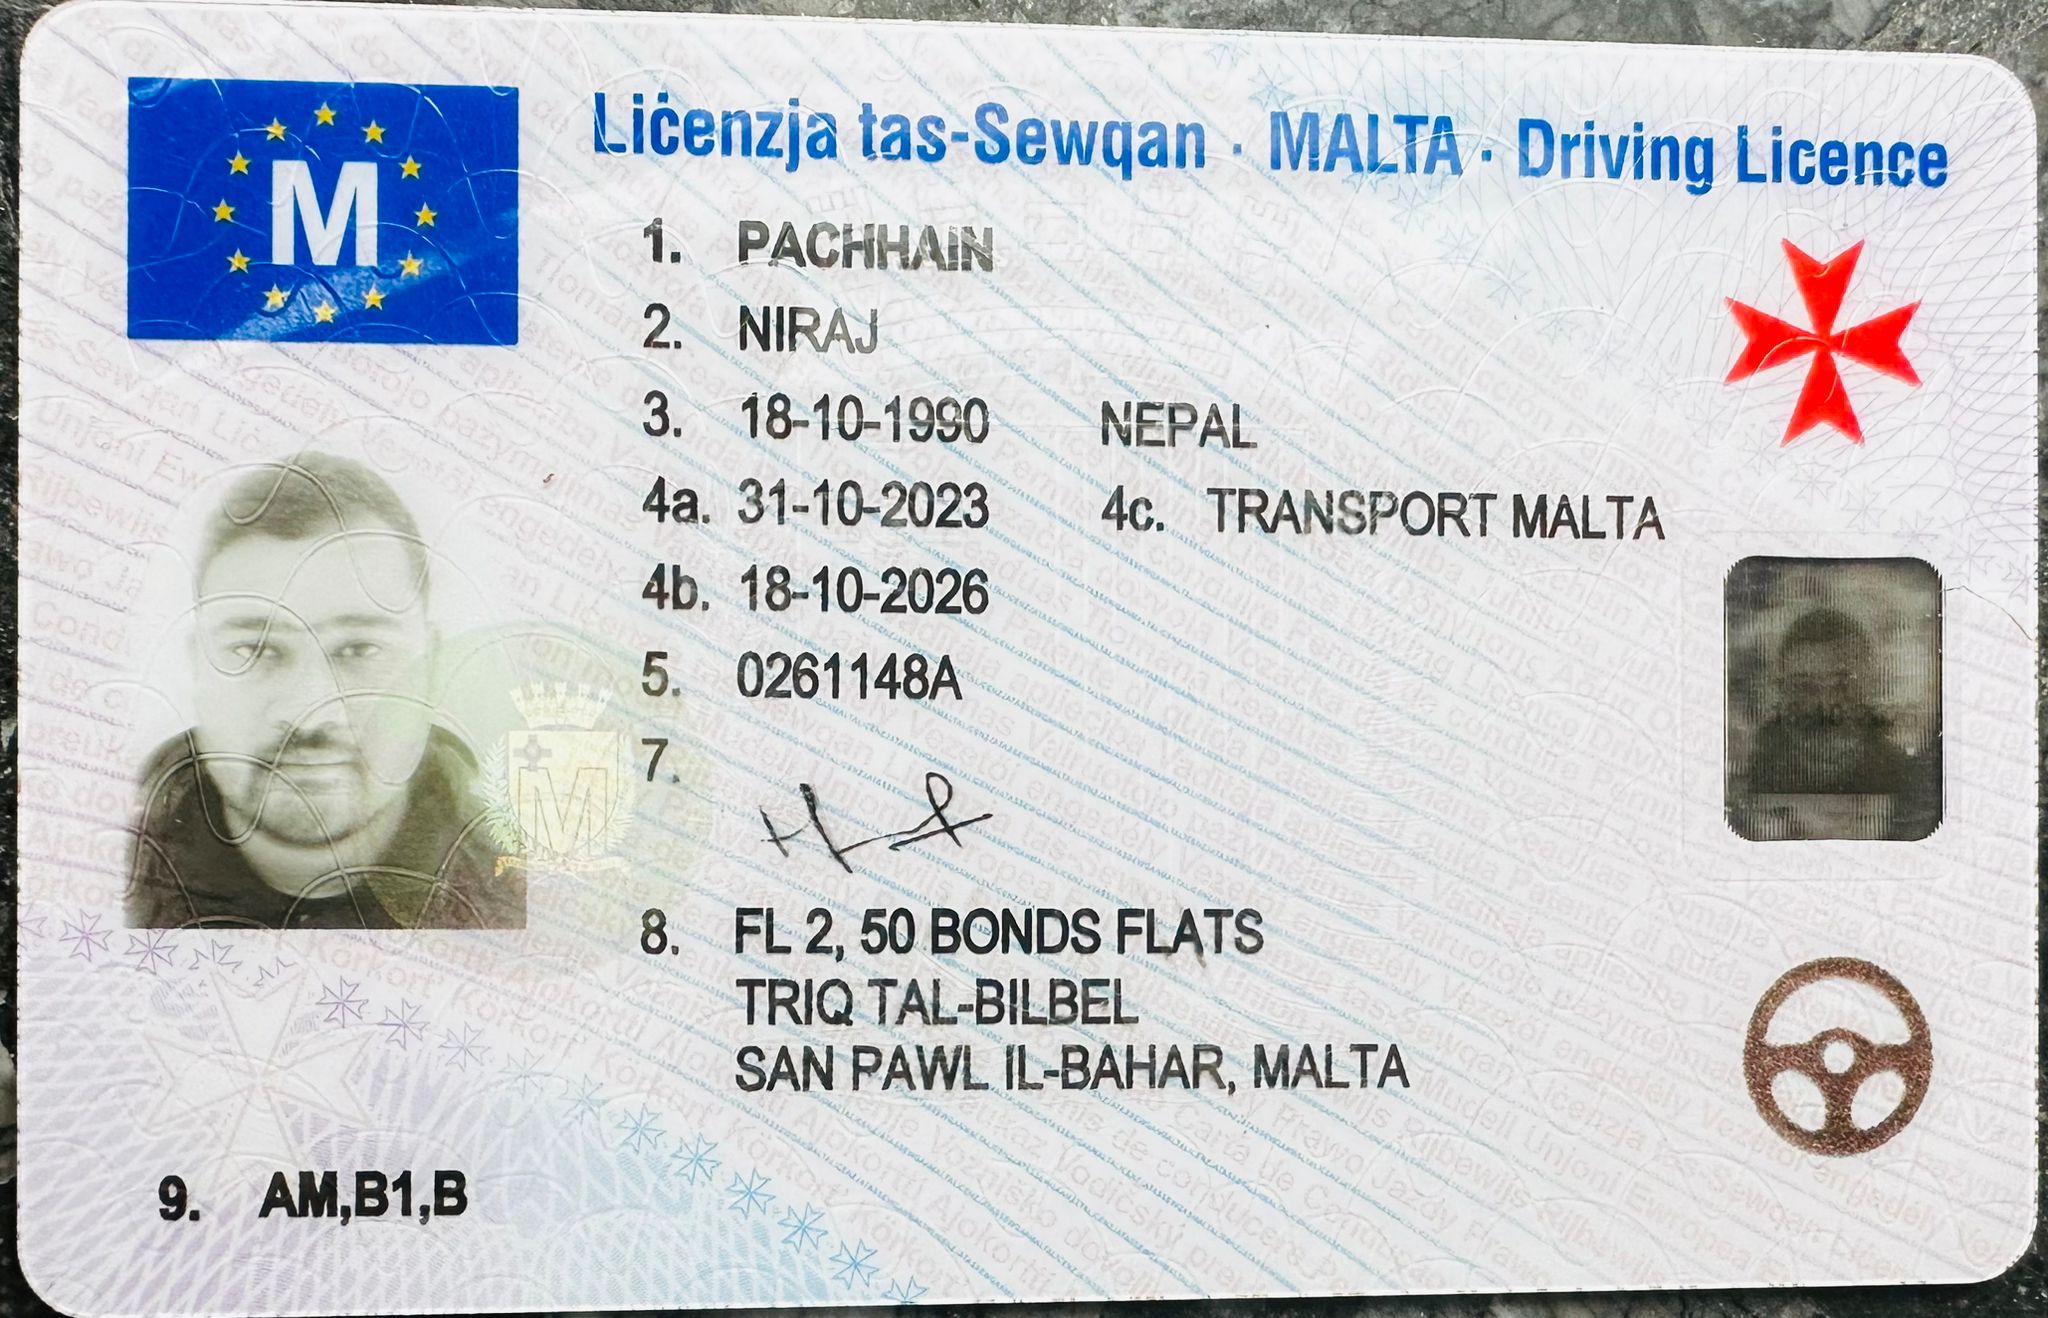 M
Liċenzja tas-Sewqan · MALTA · Driving Licence
1. PACHHAIN
2. NIRAJ
3. 18-10-1990 NEPAL
4a. 31-10-2023 4c. TRANSPORT MALTA
4b. 18-10-2026
5. 0261148A
7.
8. FL 2, 50 BONDS FLATS
TRIQ TAL-BILBEL
SAN PAWL IL-BAHAR, MALTA
9. AM,B1,B